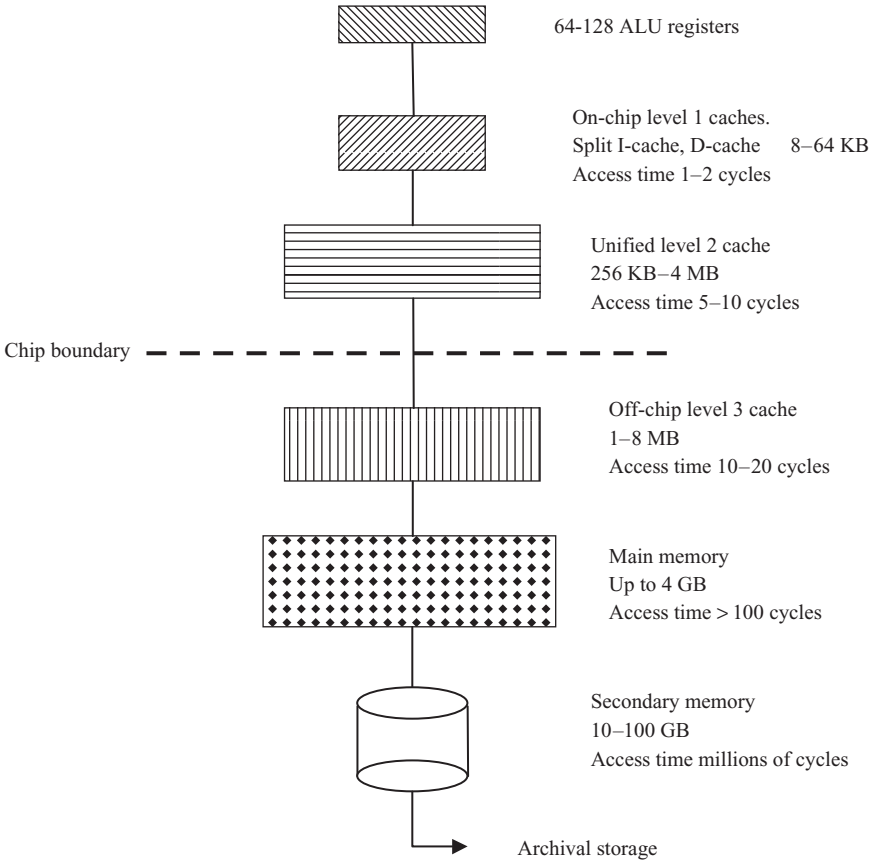 64-128 ALU registers
On-chip level 1 caches.
Split I-cache, D-cache 8–64 KB
Access time 1–2 cycles
Unified level 2 cache
256 KB–4 MB
Access time 5–10 cycles
Chip boundary
Off-chip level 3 cache
1–8 MB
Access time 10–20 cycles
Main memory
Up to 4 GB
Access time > 100 cycles
Secondary memory
10–100 GB
Access time millions of cycles
Archival storage